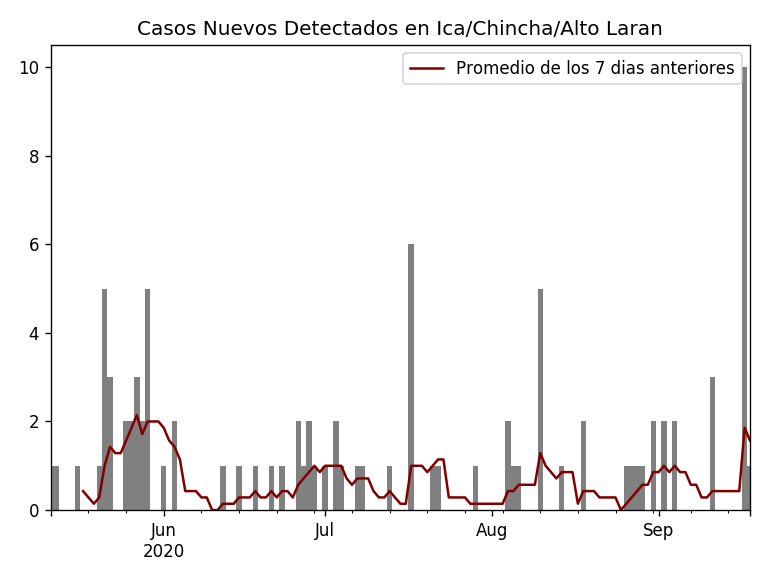 Casos Nuevos Detectados en Ica/Chincha/Alto Laran
Promedio de los 7 dias anteriores
10
8
6
4
2
0
Jun
2020
Jul
Aug
Sep